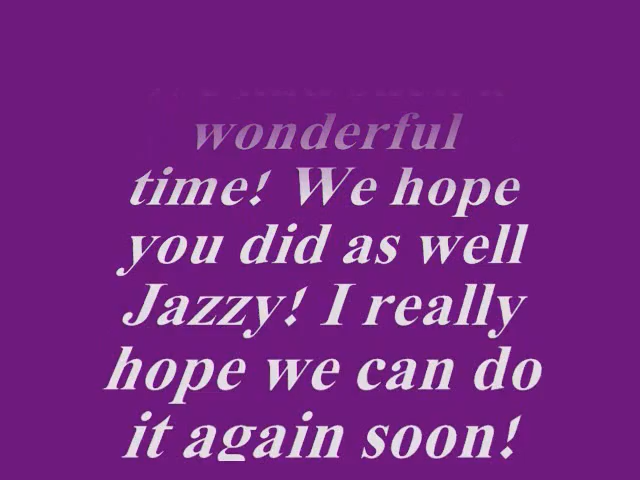 wonderful
time! We hope
you did as well
Jazzy! I really
hope we can do
it again soon!